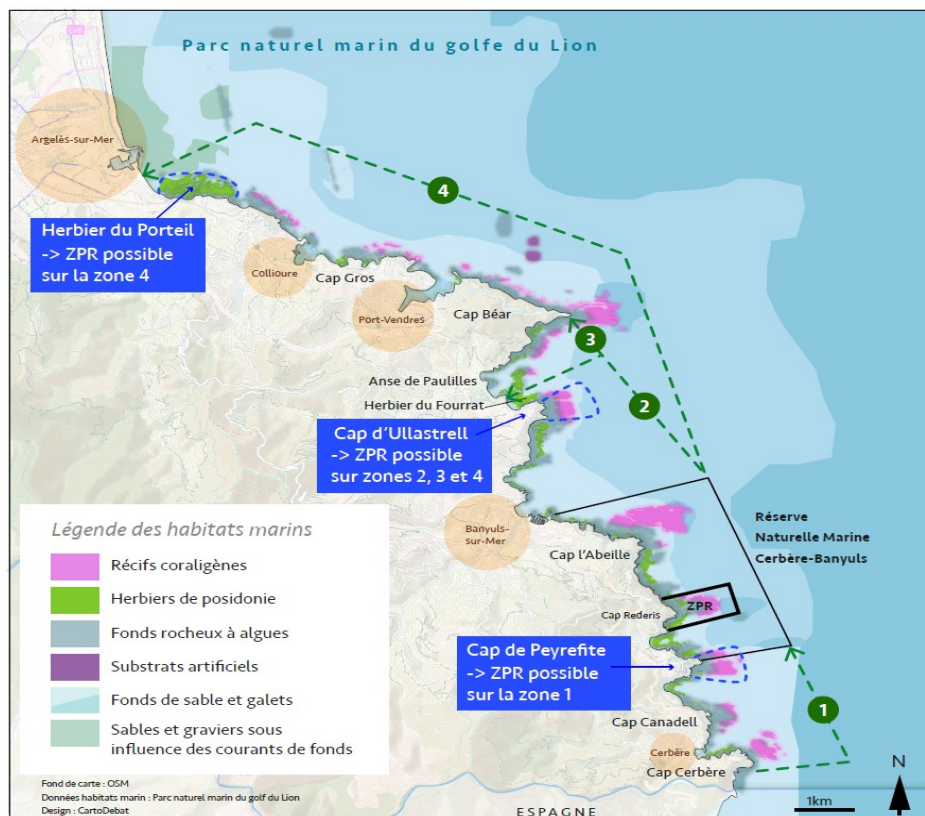 Parc naturel marin du golfe du Lion
Argelès-sur-Mer
4
Herbier du Porteil
-> ZPR possible
sur la zone 4
Collioure
Cap Gros
Port-Vendres
Cap Béar
3
Anse de Paulilles
Herbier du Fourrat
2
Cap d'Ullastrell
-> ZPR possible
sur zones 2, 3 et 4
Banyuls-
sur-Mer
Cap l'Abeille
Réserve
Naturelle Marine
Cerbère-Banyuls
ZPR
Cap Rederis
Cap de Peyrefite
-> ZPR possible
sur la zone 1
1
Cap Canadell
Cerbère
Cap Cerbère
Légende des habitats marins
Récifs coraligènes
Herbiers de posidonie
Fonds rocheux à algues
Substrats artificiels
Fonds de sable et galets
Sables et graviers sous
influence des courants de fonds
Fond de carte : OSM
Données habitats marin : Parc naturel marin du golf du Lion
Design : CartoDebat
ESPAGNE
1km
N